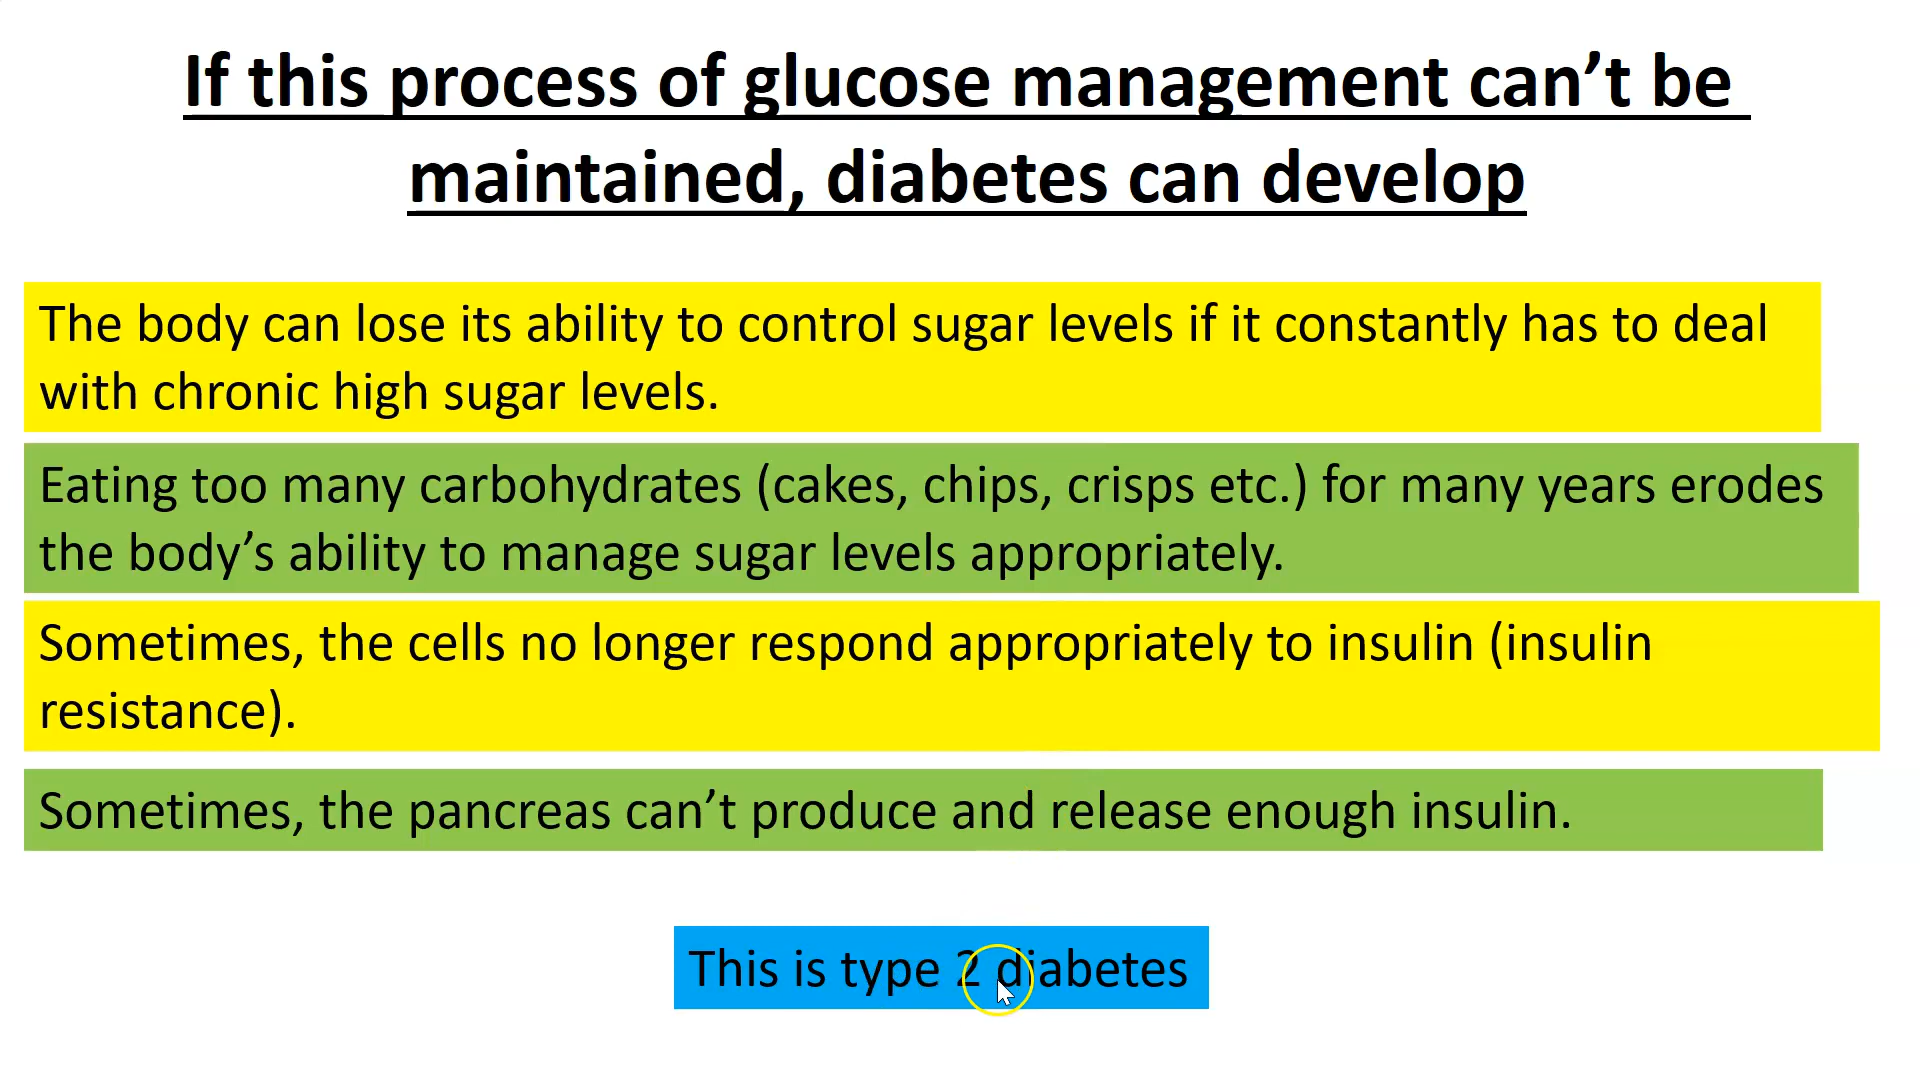 If this process of glucose management can’t be
maintained, diabetes can develop
The body can lose its ability to control sugar levels if it constantly has to deal
with chronic high sugar levels.
Eating too many carbohydrates (cakes, chips, crisps etc.) for many years erodes
the body’s ability to manage sugar levels appropriately.
Sometimes, the cells no longer respond appropriately to insulin (insulin
resistance).
Sometimes, the pancreas can’t produce and release enough insulin.
This is type 2 diabetes